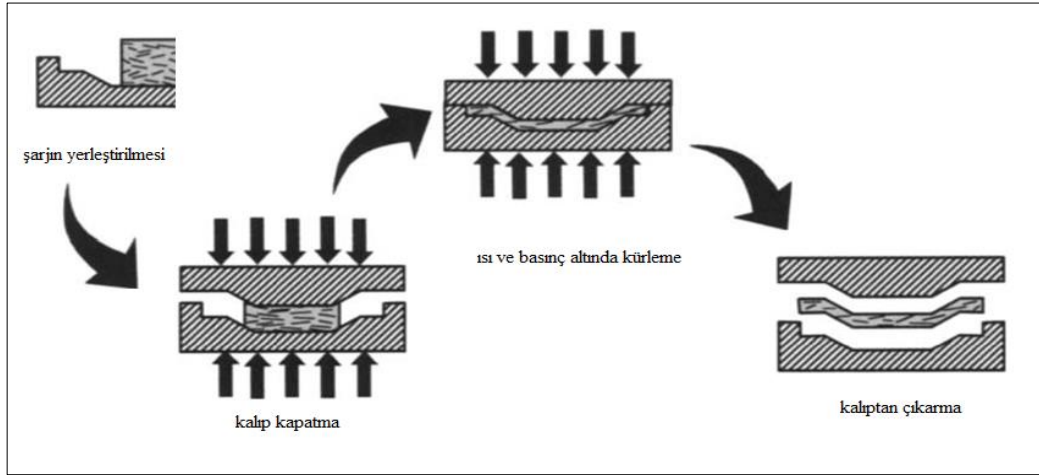 şarjın yerleştirilmesi
kalıp kapatma
ısı ve basınç altında kürleme
kalıptan çıkarma